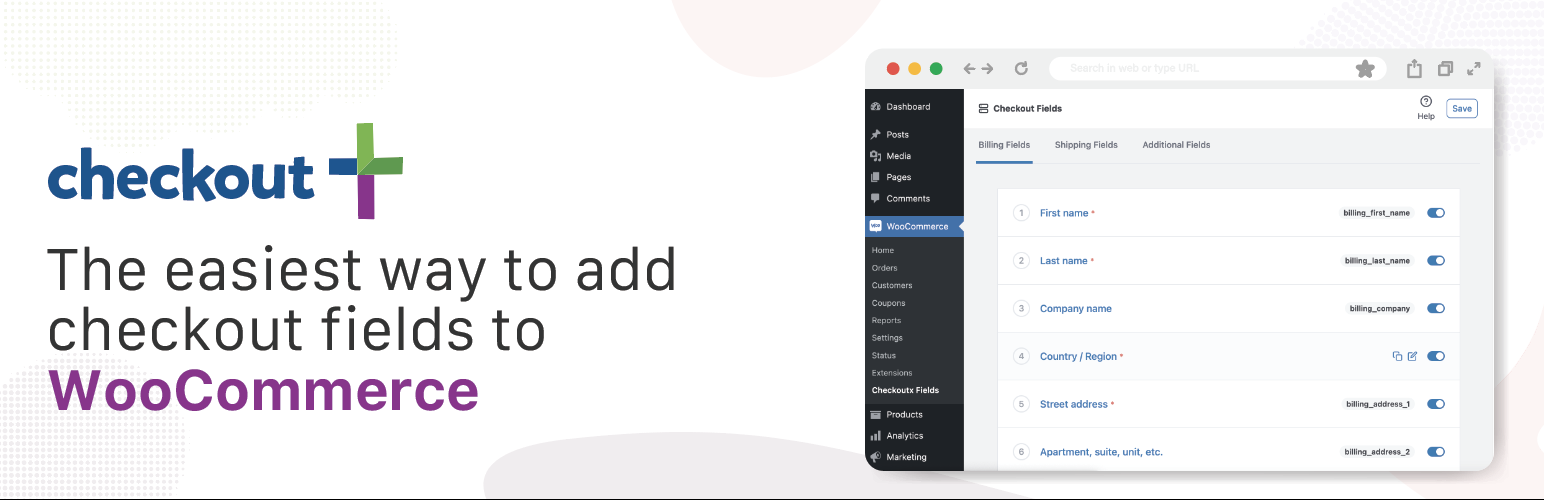 checkout
The easiest way to add
checkout fields to
WooCommerce
Search in web or type URL
Dashboard
Posts
Media
Pages
Comments
woo WooCommerce
Home
Orders
Customers
Coupons
Reports
Settings
Status
Extensions
Checkoutx Fields
Products
Analytics
Marketing
Checkout Fields
Help
Save
Billing Fields Shipping Fields Additional Fields
1 First name * billing_first_name
2 Last name * billing_last_name
3 Company name billing_company
4 Country / Region *
5 Street address * billing_address_1
6 Apartment, suite, unit, etc. billing_address_2